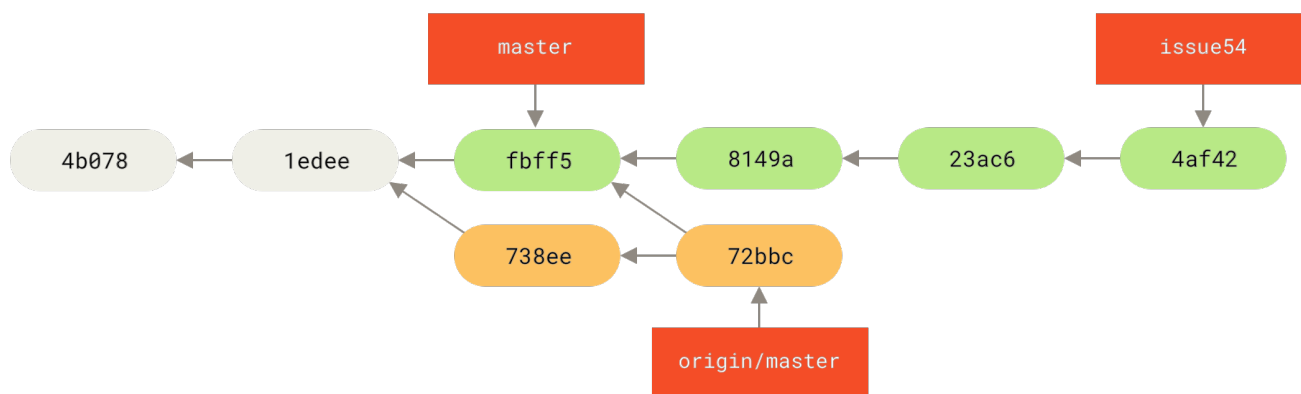 master
issue54
4b078
1edee
fbff5
8149a
23ac6
4af42
738ee
72bbc
origin/master